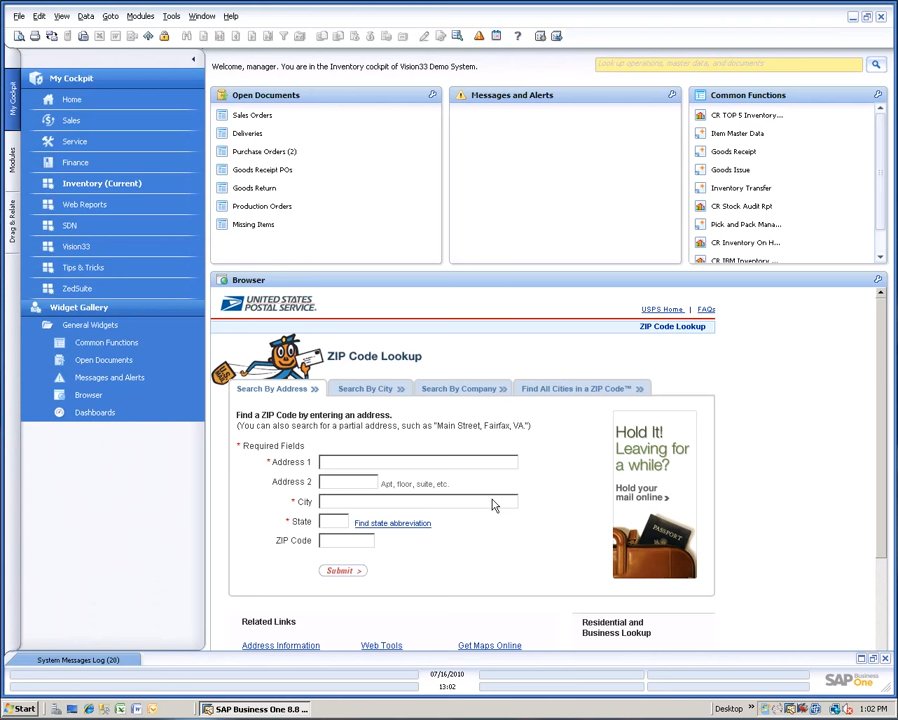 File Edit View Data Goto Modules Tools Window Help
My Cockpit
Modules
Drag & Relate
My Cockpit
Home
Sales
Service
Finance
Inventory (Current)
Web Reports
SDN
Vision33
Tips & Tricks
ZedSuite
Widget Gallery
General Widgets
Common Functions
Open Documents
Messages and Alerts
Browser
Dashboards
Welcome, manager. You are in the Inventory cockpit of Vision33 Demo System.
Look up operations, master data, and documents
Open Documents
Sales Orders
Deliveries
Purchase Orders (2)
Goods Receipt POs
Goods Return
Production Orders
Missing Items
Messages and Alerts
Common Functions
CR TOP 5 Inventory...
Item Master Data
Goods Receipt
Goods Issue
Inventory Transfer
CR Stock Audit Rpt
Pick and Pack Mana...
CR Inventory On H...
CR IBM Inventory ...
Browser
UNITED STATES
POSTAL SERVICE®
USPS Home | FAQs
ZIP Code Lookup
ZIP Code Lookup
Search By Address »
Search By City »
Search By Company »
Find All Cities in a ZIP Code™ »
Find a ZIP Code by entering an address.
(You can also search for a partial address, such as "Main Street, Fairfax, VA.")
* Required Fields
* Address 1
Address 2 Apt, floor, suite, etc.
* City
* State Find state abbreviation
ZIP Code
Submit >
Hold It!
Leaving for
a while?
Hold your
mail online >
PASSPORT
Related Links
Address Information Web Tools Get Maps Online
Residential and
Business Lookup
System Messages Log (20)
07/16/2010
13:02
SAP Business
One
Start
SAP Business One 8.8 ...
Desktop »
1:02 PM